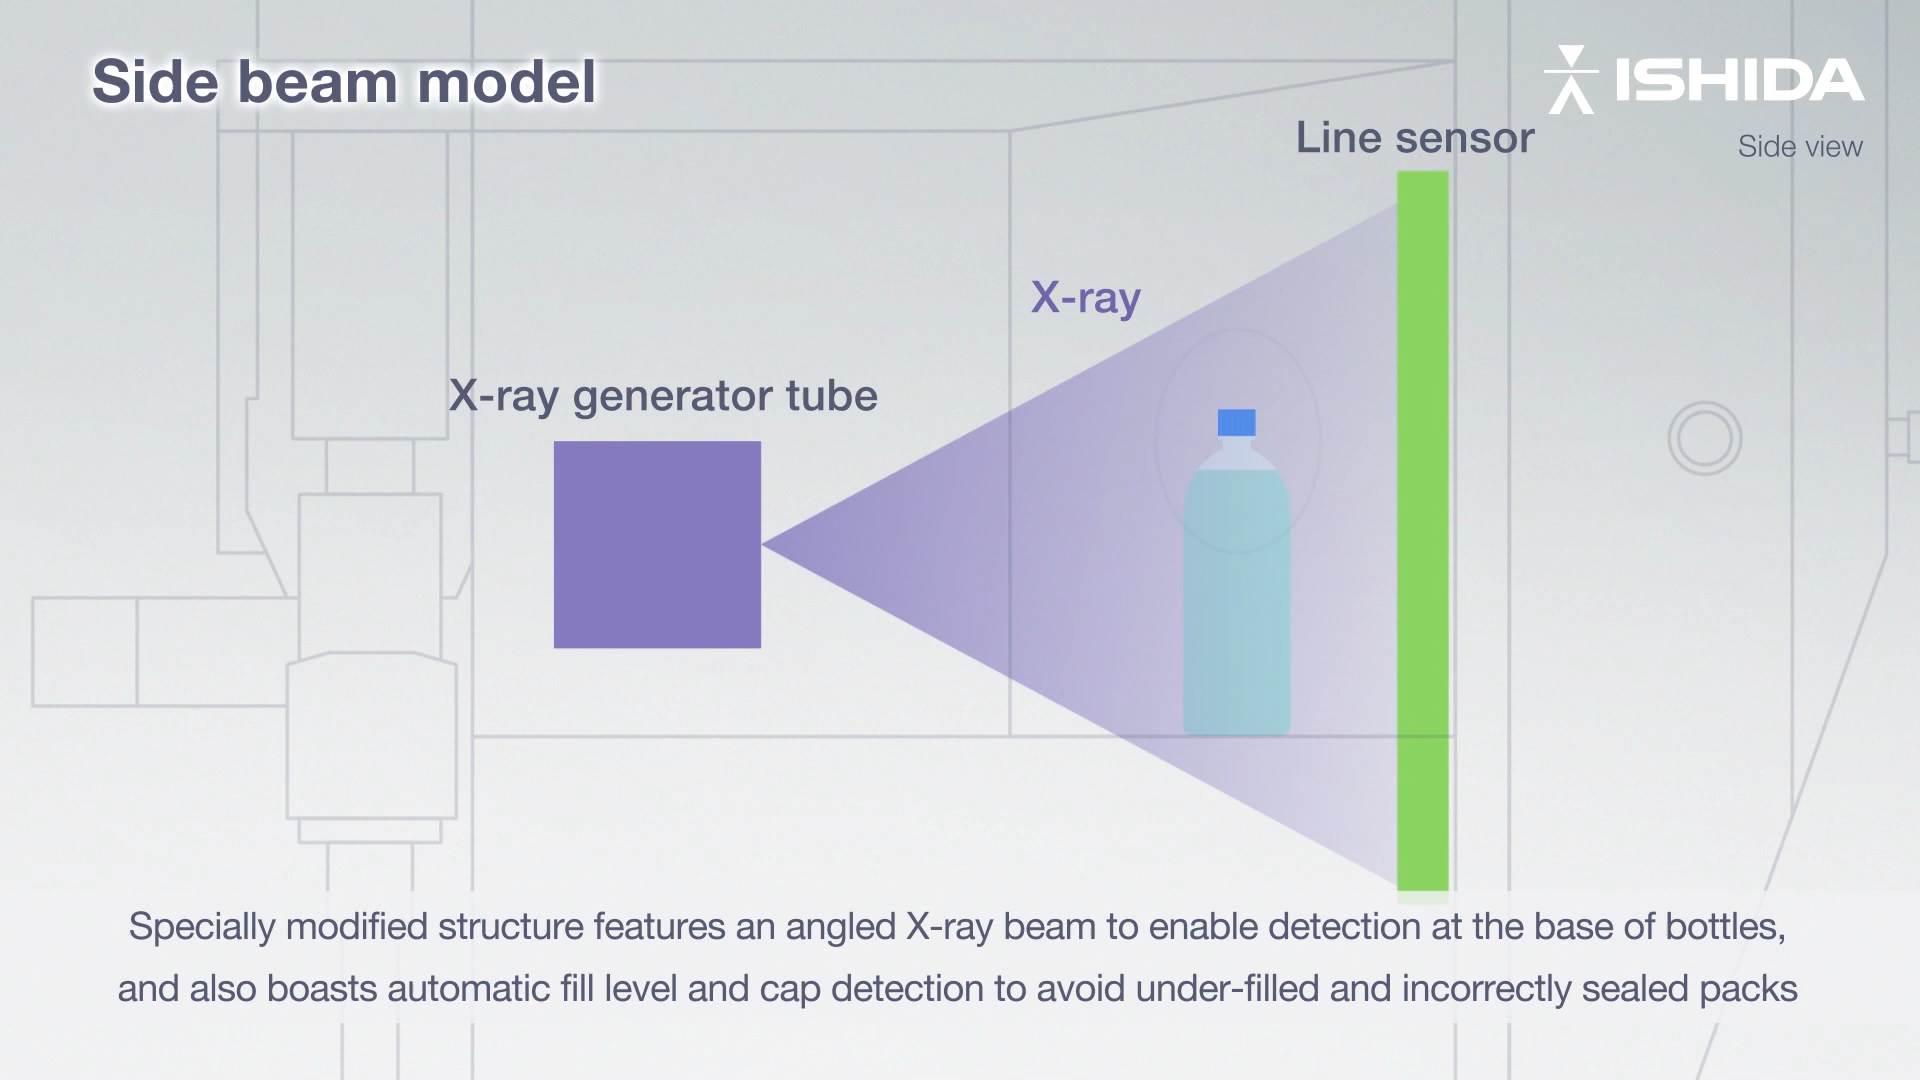 Side beam model
ISHIDA
Side view
Line sensor
X-ray
X-ray generator tube
Specially modified structure features an angled X-ray beam to enable detection at the base of bottles,
and also boasts automatic fill level and cap detection to avoid under-filled and incorrectly sealed packs